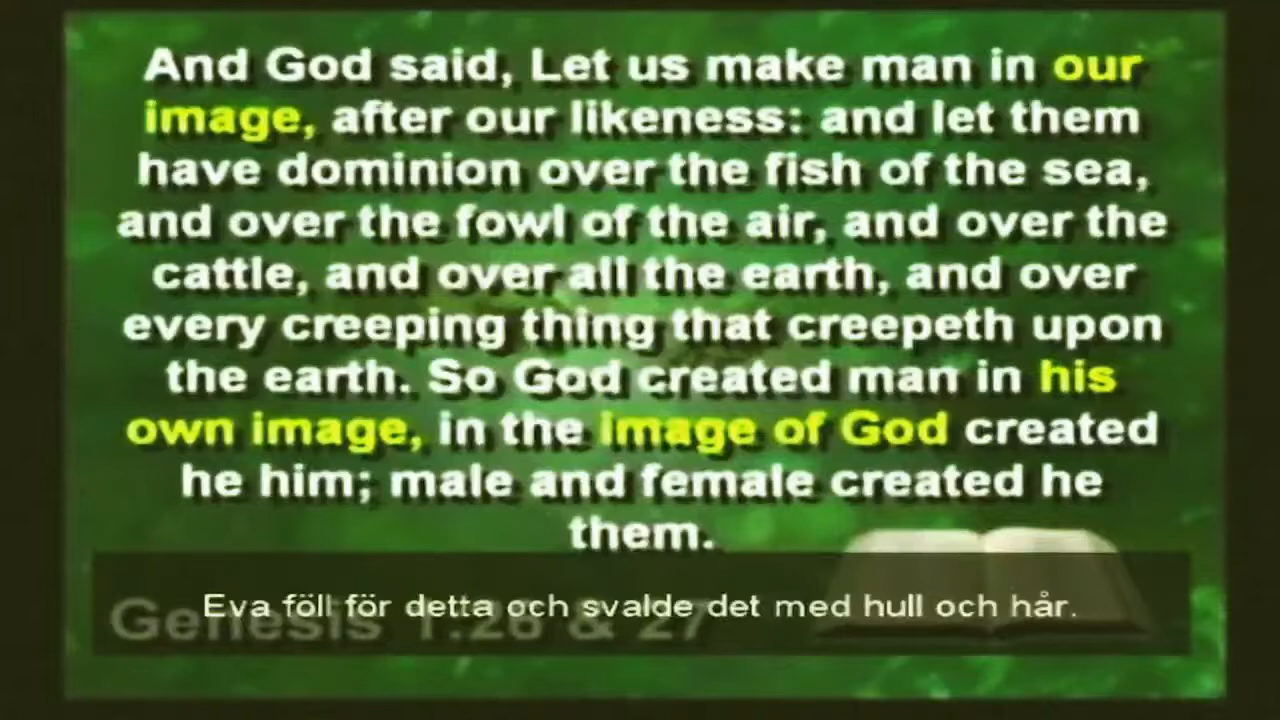 And God said, Let us make man in our
image, after our likeness: and let them
have dominion over the fish of the sea,
and over the fowl of the air, and over the
cattle, and over all the earth, and over
every creeping thing that creepeth upon
the earth. So God created man in his
own image, in the image of God created
he him; male and female created he
them.
Eva föll för detta och svalde det med hull och hår.
Genesis 1:26 & 27